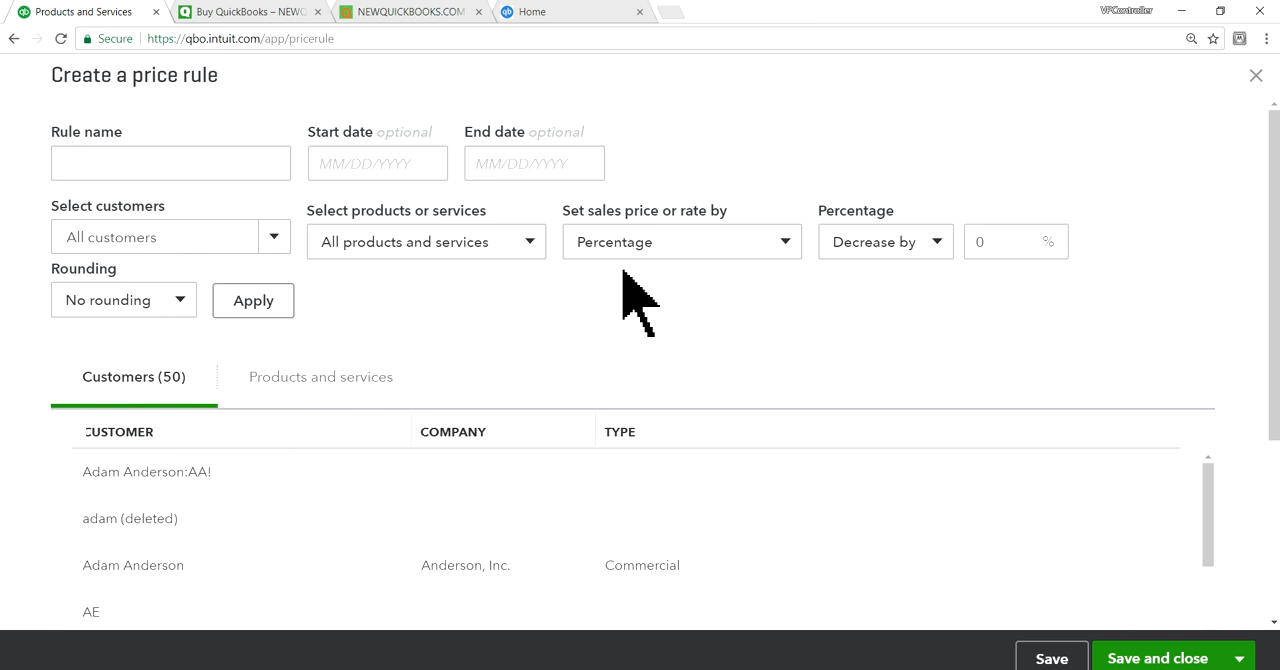 Products and Services
Buy QuickBooks – NEWQ
NEWQUICKBOOKS.COM
Home
VPController
Secure
https://qbo.intuit.com/app/pricerule
Create a price rule
Rule name
Start date optional
End date optional
MM/DD/YYYY
MM/DD/YYYY
Select customers
Select products or services
Set sales price or rate by
Percentage
All customers
All products and services
Percentage
Decrease by
0 %
Rounding
No rounding
Apply
Customers (50)
Products and services
CUSTOMER
COMPANY
TYPE
Adam Anderson:AA!
adam (deleted)
Adam Anderson
Anderson, Inc.
Commercial
AE
Save
Save and close